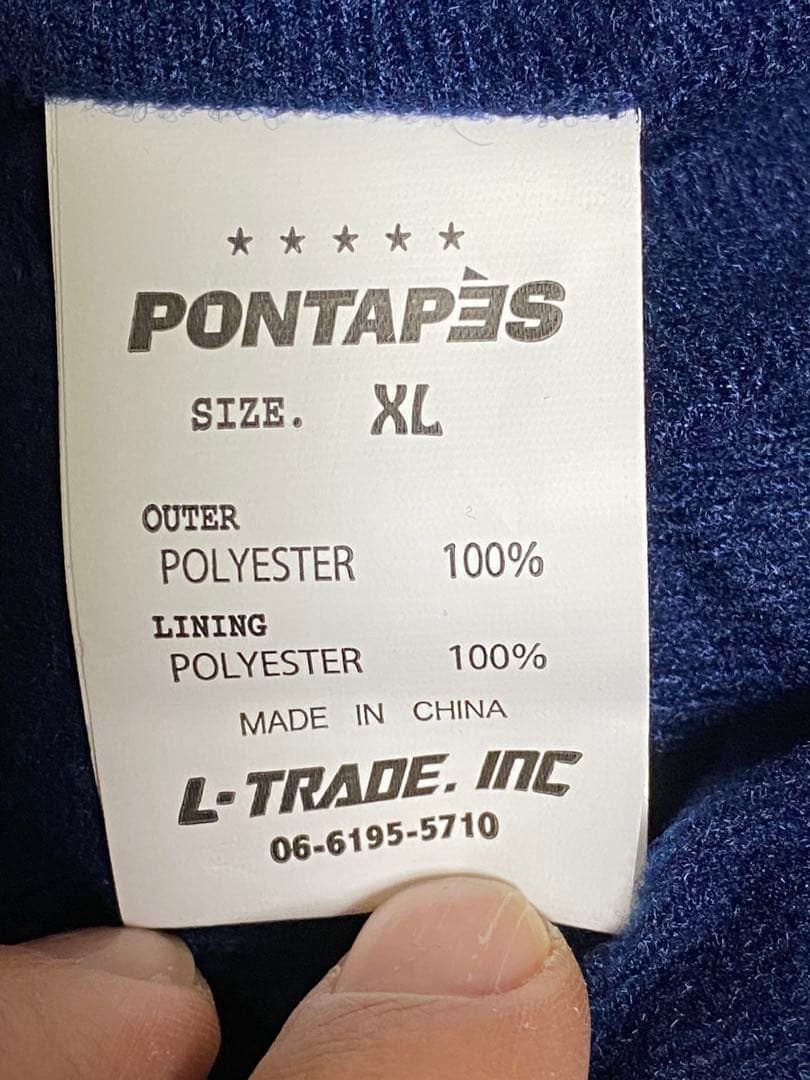 ★ ★ ★ ★ ★
PONTAPÈS
SIZE. XL
OUTER
POLYESTER 100%
LINING
POLYESTER 100%
MADE IN CHINA
L-TRADE. INC
06-6195-5710